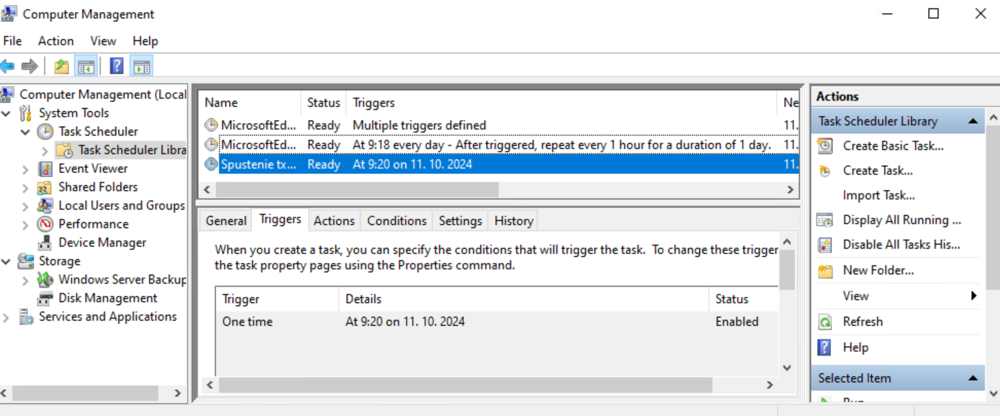 Computer Management
File Action View Help
Computer Management (Local
System Tools
Task Scheduler
Task Scheduler Libra
Event Viewer
Shared Folders
Local Users and Groups
Performance
Device Manager
Storage
Windows Server Backup
Disk Management
Services and Applications
Name Status Triggers Ne
MicrosoftEd... Ready Multiple triggers defined 11.
MicrosoftEd... Ready At 9:18 every day - After triggered, repeat every 1 hour for a duration of 1 day. 11.
Spustenie tx... Ready At 9:20 on 11. 10. 2024 11.
General Triggers Actions Conditions Settings History
When you create a task, you can specify the conditions that will trigger the task. To change these trigger
the task property pages using the Properties command.
Trigger Details Status
One time At 9:20 on 11. 10. 2024 Enabled
Actions
Task Scheduler Library
Create Basic Task...
Create Task...
Import Task...
Display All Running ...
Disable All Tasks His...
New Folder...
View
Refresh
Help
Selected Item